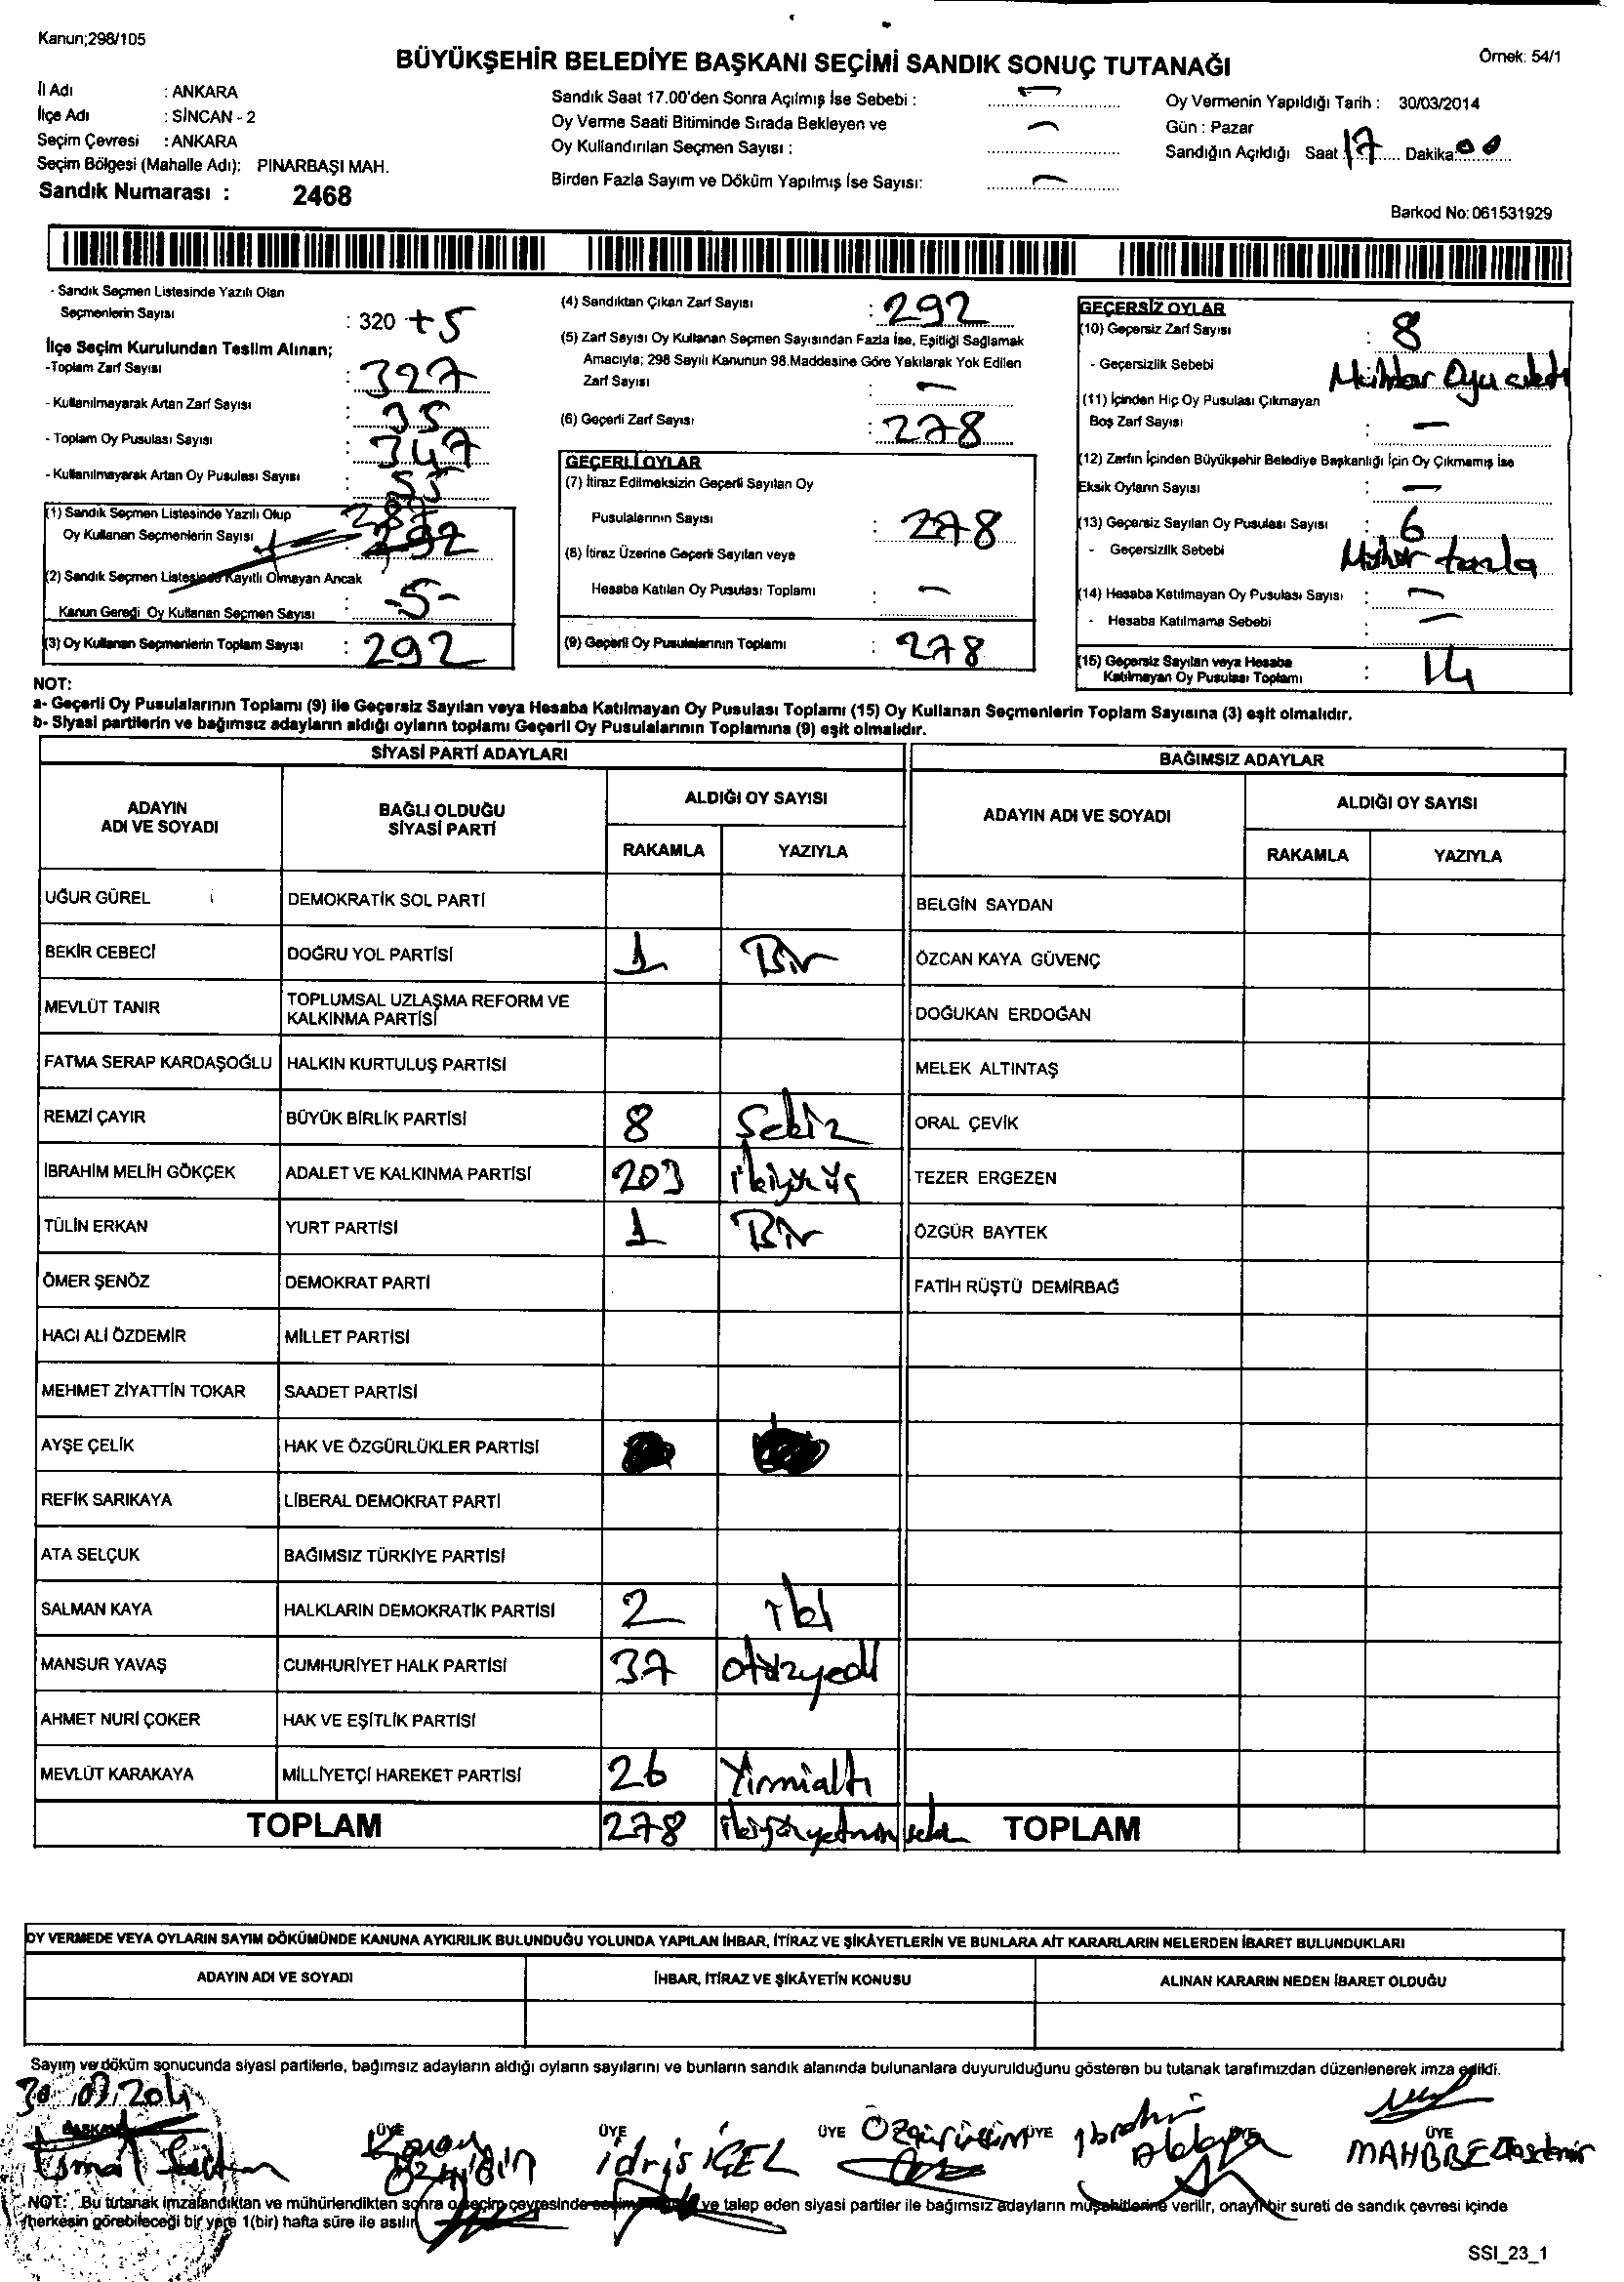 Kanun;298/105
BÜYÜKŞEHİR BELEDİYE BAŞKANI SEÇİMİ SANDIK SONUÇ TUTANAĞI
Örnek: 54/1
İl Adı : ANKARA
İlçe Adı : SİNCAN - 2
Seçim Çevresi : ANKARA
Seçim Bölgesi (Mahalle Adı): PINARBAŞI MAH.
Sandık Numarası : 2468
Sandık Saat 17.00'den Sonra Açılmış İse Sebebi : —
Oy Verme Saati Bitiminde Sırada Bekleyen ve
Oy Kullandırılan Seçmen Sayısı : —
Birden Fazla Sayım ve Döküm Yapılmış İse Sayısı: —
Oy Vermenin Yapıldığı Tarih : 30/03/2014
Gün : Pazar
Sandığın Açıldığı Saat 17 Dakika 00
Barkod No: 061531929
- Sandık Seçmen Listesinde Yazılı Olan
Seçmenlerin Sayısı : 320 +5
İlçe Seçim Kurulundan Teslim Alınan;
-Toplam Zarf Sayısı : 327
- Kullanılmayarak Artan Zarf Sayısı : 35
- Toplam Oy Pusulası Sayısı : 347
- Kullanılmayarak Artan Oy Pusulası Sayısı : 55
(1) Sandık Seçmen Listesinde Yazılı Olup 287
Oy Kullanan Seçmenlerin Sayısı : 292
(2) Sandık Seçmen Listesinde Kayıtlı Olmayan Ancak
Kanun Gereği Oy Kullanan Seçmen Sayısı : -5-
(3) Oy Kullanan Seçmenlerin Toplam Sayısı : 292
(4) Sandıktan Çıkan Zarf Sayısı : 292
(5) Zarf Sayısı Oy Kullanan Seçmen Sayısından Fazla İse, Eşitliği Sağlamak
Amacıyla; 298 Sayılı Kanunun 98.Maddesine Göre Yakılarak Yok Edilen
Zarf Sayısı : —
(6) Geçerli Zarf Sayısı : 278
GEÇERLİ OYLAR
(7) İtiraz Edilmeksizin Geçerli Sayılan Oy
Pusulalarının Sayısı : 278
(8) İtiraz Üzerine Geçerli Sayılan veya
Hesaba Katılan Oy Pusulası Toplamı : —
(9) Geçerli Oy Pusulalarının Toplamı : 278
GEÇERSİZ OYLAR
(10) Geçersiz Zarf Sayısı : 8
- Geçersizlik Sebebi Muhtar Oyu çıktı
(11) İçinden Hiç Oy Pusulası Çıkmayan
Boş Zarf Sayısı : —
(12) Zarfın İçinden Büyükşehir Belediye Başkanlığı İçin Oy Çıkmamış İse
Eksik Oyların Sayısı : —
(13) Geçersiz Sayılan Oy Pusulası Sayısı : 6
- Geçersizlik Sebebi Mühür fazla
(14) Hesaba Katılmayan Oy Pusulası Sayısı : —
- Hesaba Katılmama Sebebi : —
(15) Geçersiz Sayılan veya Hesaba
Katılmayan Oy Pusulası Toplamı : 14
NOT:
a- Geçerli Oy Pusulalarının Toplamı (9) ile Geçersiz Sayılan veya Hesaba Katılmayan Oy Pusulası Toplamı (15) Oy Kullanan Seçmenlerin Toplam Sayısına (3) eşit olmalıdır.
b- Siyasi partilerin ve bağımsız adayların aldığı oyların toplamı Geçerli Oy Pusulalarının Toplamına (9) eşit olmalıdır.
SİYASİ PARTİ ADAYLARI BAĞIMSIZ ADAYLAR
ADAYIN ADI VE SOYADI BAĞLI OLDUĞU SİYASİ PARTİ ALDIĞI OY SAYISI ADAYIN ADI VE SOYADI ALDIĞI OY SAYISI
RAKAMLA YAZIYLA RAKAMLA YAZIYLA
UĞUR GÜREL DEMOKRATİK SOL PARTİ BELGİN SAYDAN
BEKİR CEBECİ DOĞRU YOL PARTİSİ 1 Bir ÖZCAN KAYA GÜVENÇ
MEVLÜT TANIR TOPLUMSAL UZLAŞMA REFORM VE KALKINMA PARTİSİ DOĞUKAN ERDOĞAN
FATMA SERAP KARDAŞOĞLU HALKIN KURTULUŞ PARTİSİ MELEK ALTINTAŞ
REMZİ ÇAYIR BÜYÜK BİRLİK PARTİSİ 8 Sekiz ORAL ÇEVİK
İBRAHİM MELİH GÖKÇEK ADALET VE KALKINMA PARTİSİ 203 ikiyüz üç TEZER ERGEZEN
TÜLİN ERKAN YURT PARTİSİ 1 Bir ÖZGÜR BAYTEK
ÖMER ŞENÖZ DEMOKRAT PARTİ FATİH RÜŞTÜ DEMİRBAĞ
HACI ALİ ÖZDEMİR MİLLET PARTİSİ
MEHMET ZİYATTİN TOKAR SAADET PARTİSİ
AYŞE ÇELİK HAK VE ÖZGÜRLÜKLER PARTİSİ
REFİK SARIKAYA LİBERAL DEMOKRAT PARTİ
ATA SELÇUK BAĞIMSIZ TÜRKİYE PARTİSİ
SALMAN KAYA HALKLARIN DEMOKRATİK PARTİSİ 2 iki
MANSUR YAVAŞ CUMHURİYET HALK PARTİSİ 37 otuzyedi
AHMET NURİ ÇOKER HAK VE EŞİTLİK PARTİSİ
MEVLÜT KARAKAYA MİLLİYETÇİ HAREKET PARTİSİ 26 Yirmialtı
TOPLAM 278 ikiyüzyetmiş sekiz TOPLAM
OY VERMEDE VEYA OYLARIN SAYIM DÖKÜMÜNDE KANUNA AYKIRILIK BULUNDUĞU YOLUNDA YAPILAN İHBAR, İTİRAZ VE ŞİKÂYETLERİN VE BUNLARA AİT KARARLARIN NELERDEN İBARET BULUNDUKLARI
ADAYIN ADI VE SOYADI İHBAR, İTİRAZ VE ŞİKÂYETİN KONUSU ALINAN KARARIN NEDEN İBARET OLDUĞU
Sayım ve döküm sonucunda siyasi partilerle, bağımsız adayların aldığı oyların sayılarını ve bunların sandık alanında bulunanlara duyurulduğunu gösteren bu tutanak tarafımızdan düzenlenerek imza edildi.
30.03.2014
BAŞKAN ÜYE ÜYE ÜYE ÜYE ÜYE
İsmail idris İGEL Özgür ibrahim Akkaya MAHBUBE Taşdemir
NOT: Bu tutanak imzalandıktan ve mühürlendikten sonra o seçim çevresinde ve talep eden siyasi partiler ile bağımsız adayların müşahitlerine verilir, onaylı bir sureti de sandık çevresi içinde
herkesin görebileceği bir yere 1(bir) hafta süre ile asılır
SSI_23_1